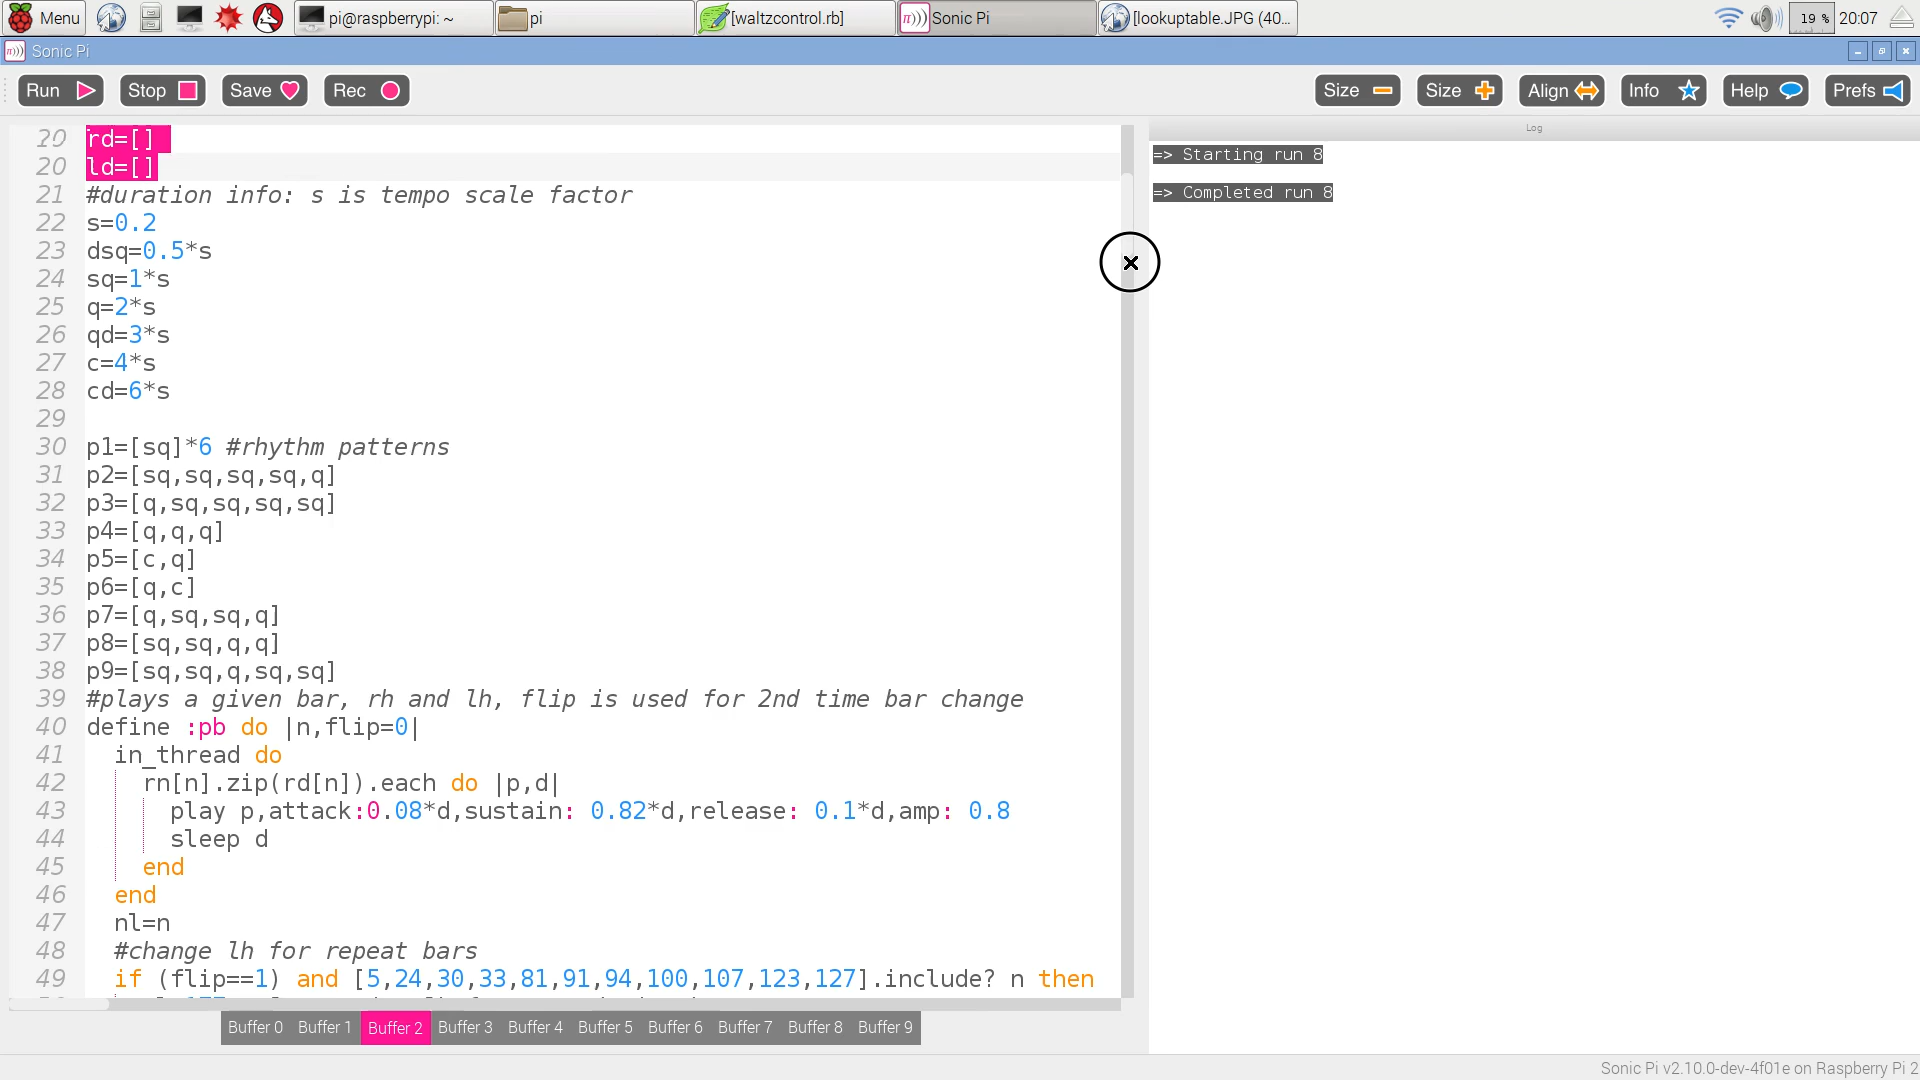 Menu
pi@raspberrypi: ~
pi
[waltzcontrol.rb]
π))) Sonic Pi
[lookuptable.JPG (40...
19 %
20:07
π))) Sonic Pi
Run
Stop
Save
Rec
Size
Size
Align
Info
Help
Prefs
19 rd=[]
20 ld=[]
21 #duration info: s is tempo scale factor
22 s=0.2
23 dsq=0.5*s
24 sq=1*s
25 q=2*s
26 qd=3*s
27 c=4*s
28 cd=6*s
29
30 p1=[sq]*6 #rhythm patterns
31 p2=[sq,sq,sq,sq,q]
32 p3=[q,sq,sq,sq,sq]
33 p4=[q,q,q]
34 p5=[c,q]
35 p6=[q,c]
36 p7=[q,sq,sq,q]
37 p8=[sq,sq,q,q]
38 p9=[sq,sq,q,sq,sq]
39 #plays a given bar, rh and lh, flip is used for 2nd time bar change
40 define :pb do |n,flip=0|
41 in_thread do
42 rn[n].zip(rd[n]).each do |p,d|
43 play p,attack:0.08*d,sustain: 0.82*d,release: 0.1*d,amp: 0.8
44 sleep d
45 end
46 end
47 nl=n
48 #change lh for repeat bars
49 if (flip==1) and [5,24,30,33,81,91,94,100,107,123,127].include? n then
Buffer 0 Buffer 1 Buffer 2 Buffer 3 Buffer 4 Buffer 5 Buffer 6 Buffer 7 Buffer 8 Buffer 9
Log
=> Starting run 8
=> Completed run 8
Sonic Pi v2.10.0-dev-4f01e on Raspberry Pi 2